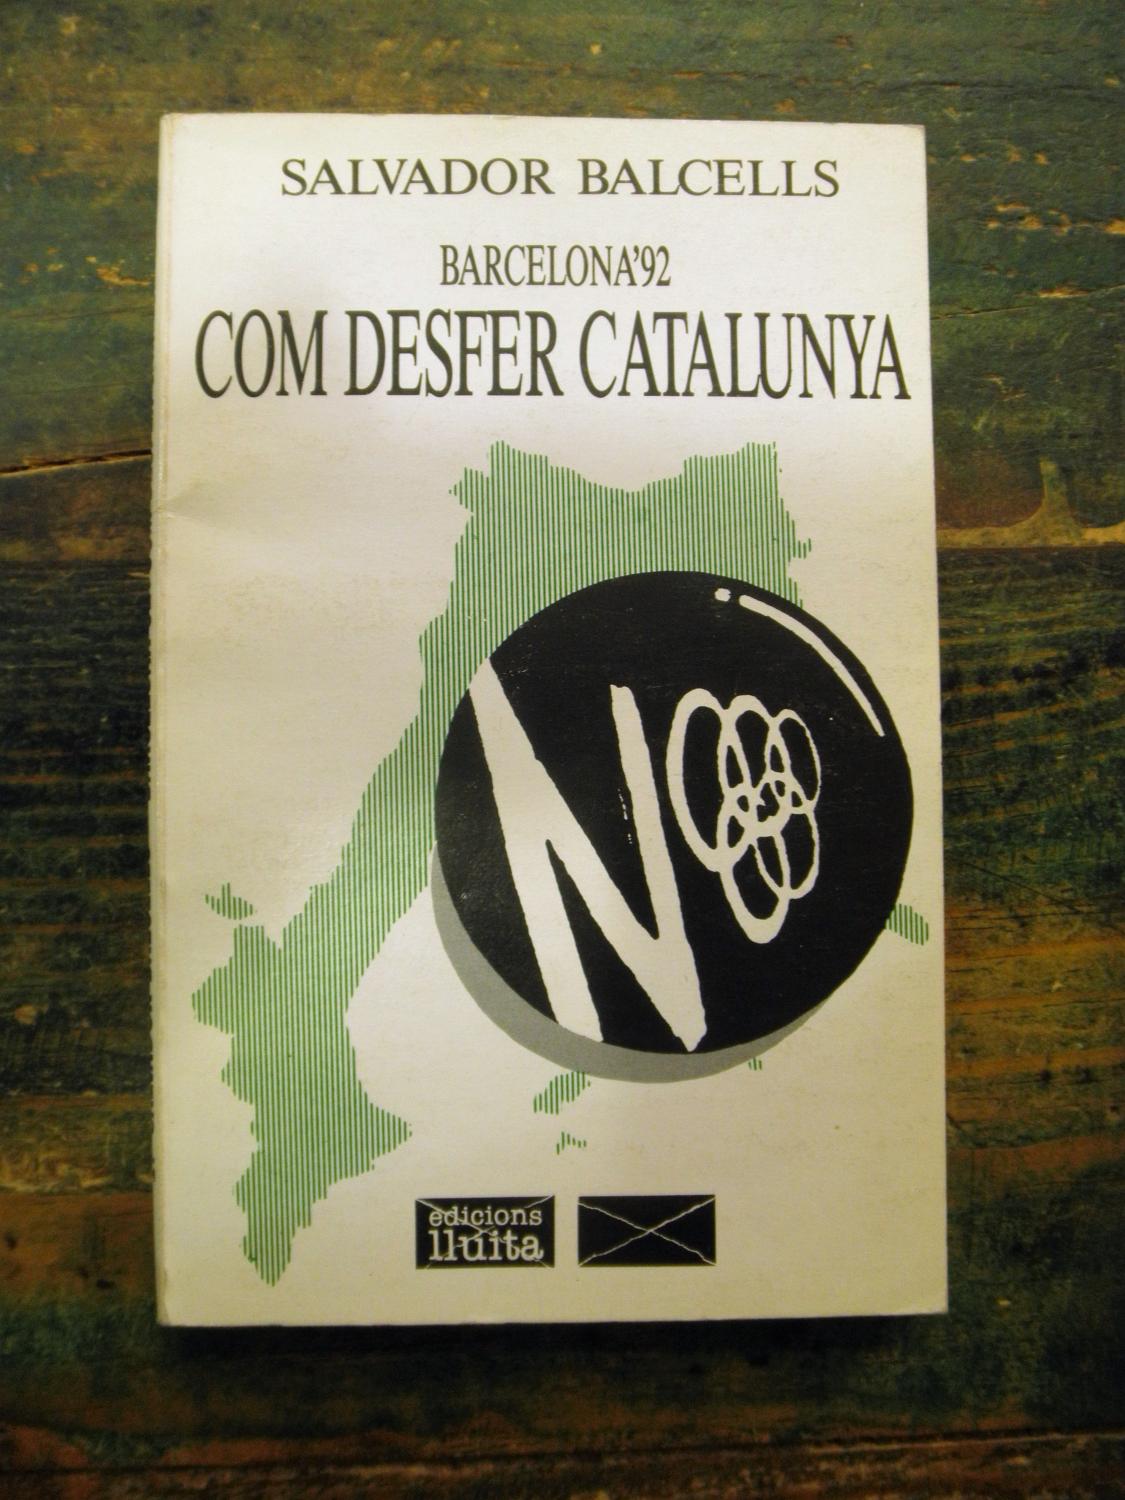 SALVADOR BALCELLS
BARCELONA'92
COM DESFER CATALUNYA
NO
edicions
lluita